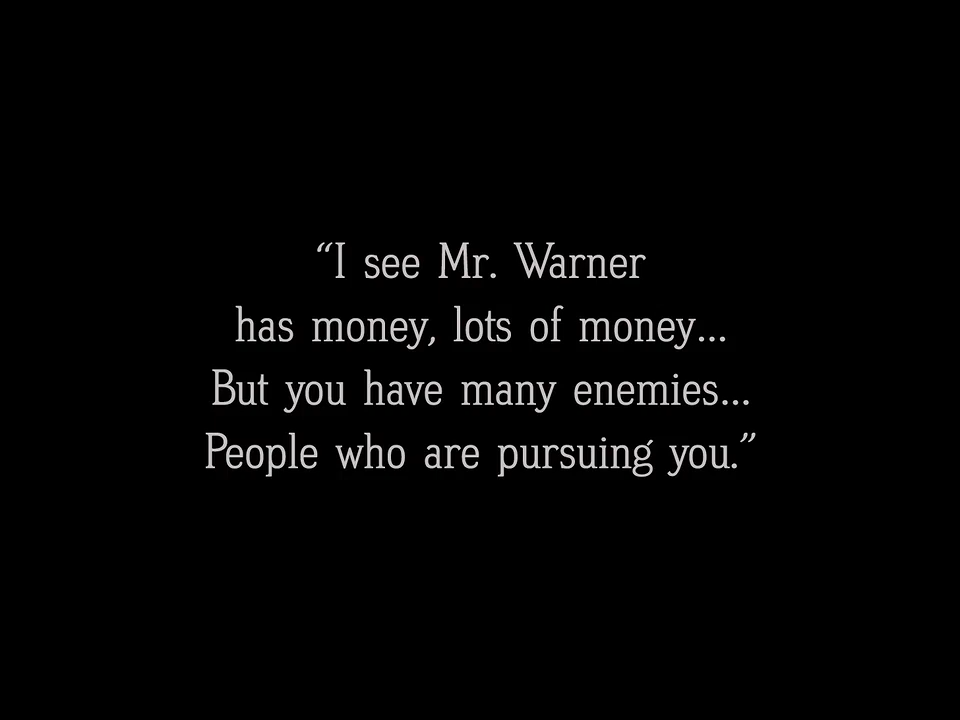 “I see Mr. Warner
has money, lots of money...
But you have many enemies...
People who are pursuing you.”